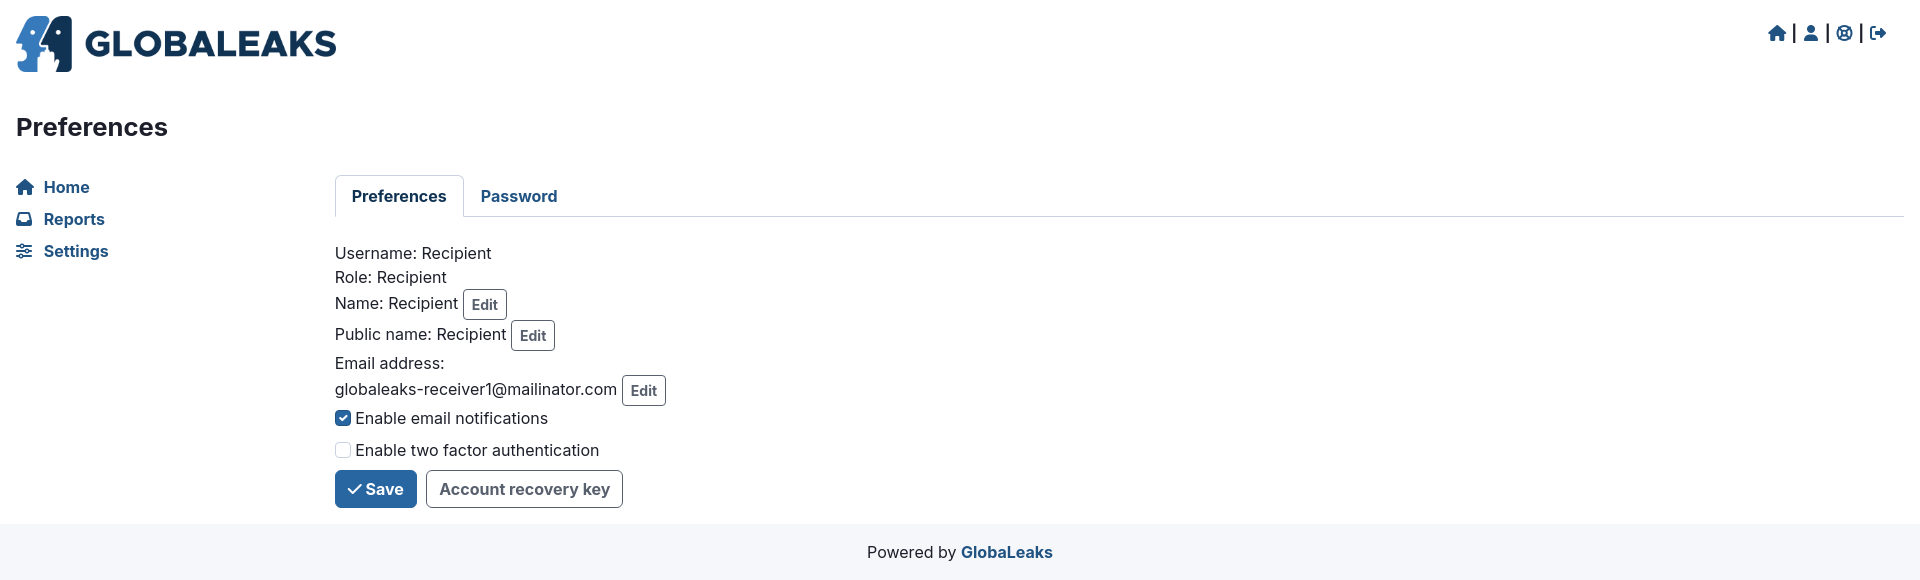 GLOBALEAKS
Preferences
Home
Reports
Settings
Preferences
Password
Username: Recipient
Role: Recipient
Name: Recipient Edit
Public name: Recipient Edit
Email address:
globaleaks-receiver1@mailinator.com Edit
Enable email notifications
Enable two factor authentication
Save
Account recovery key
Powered by GlobaLeaks